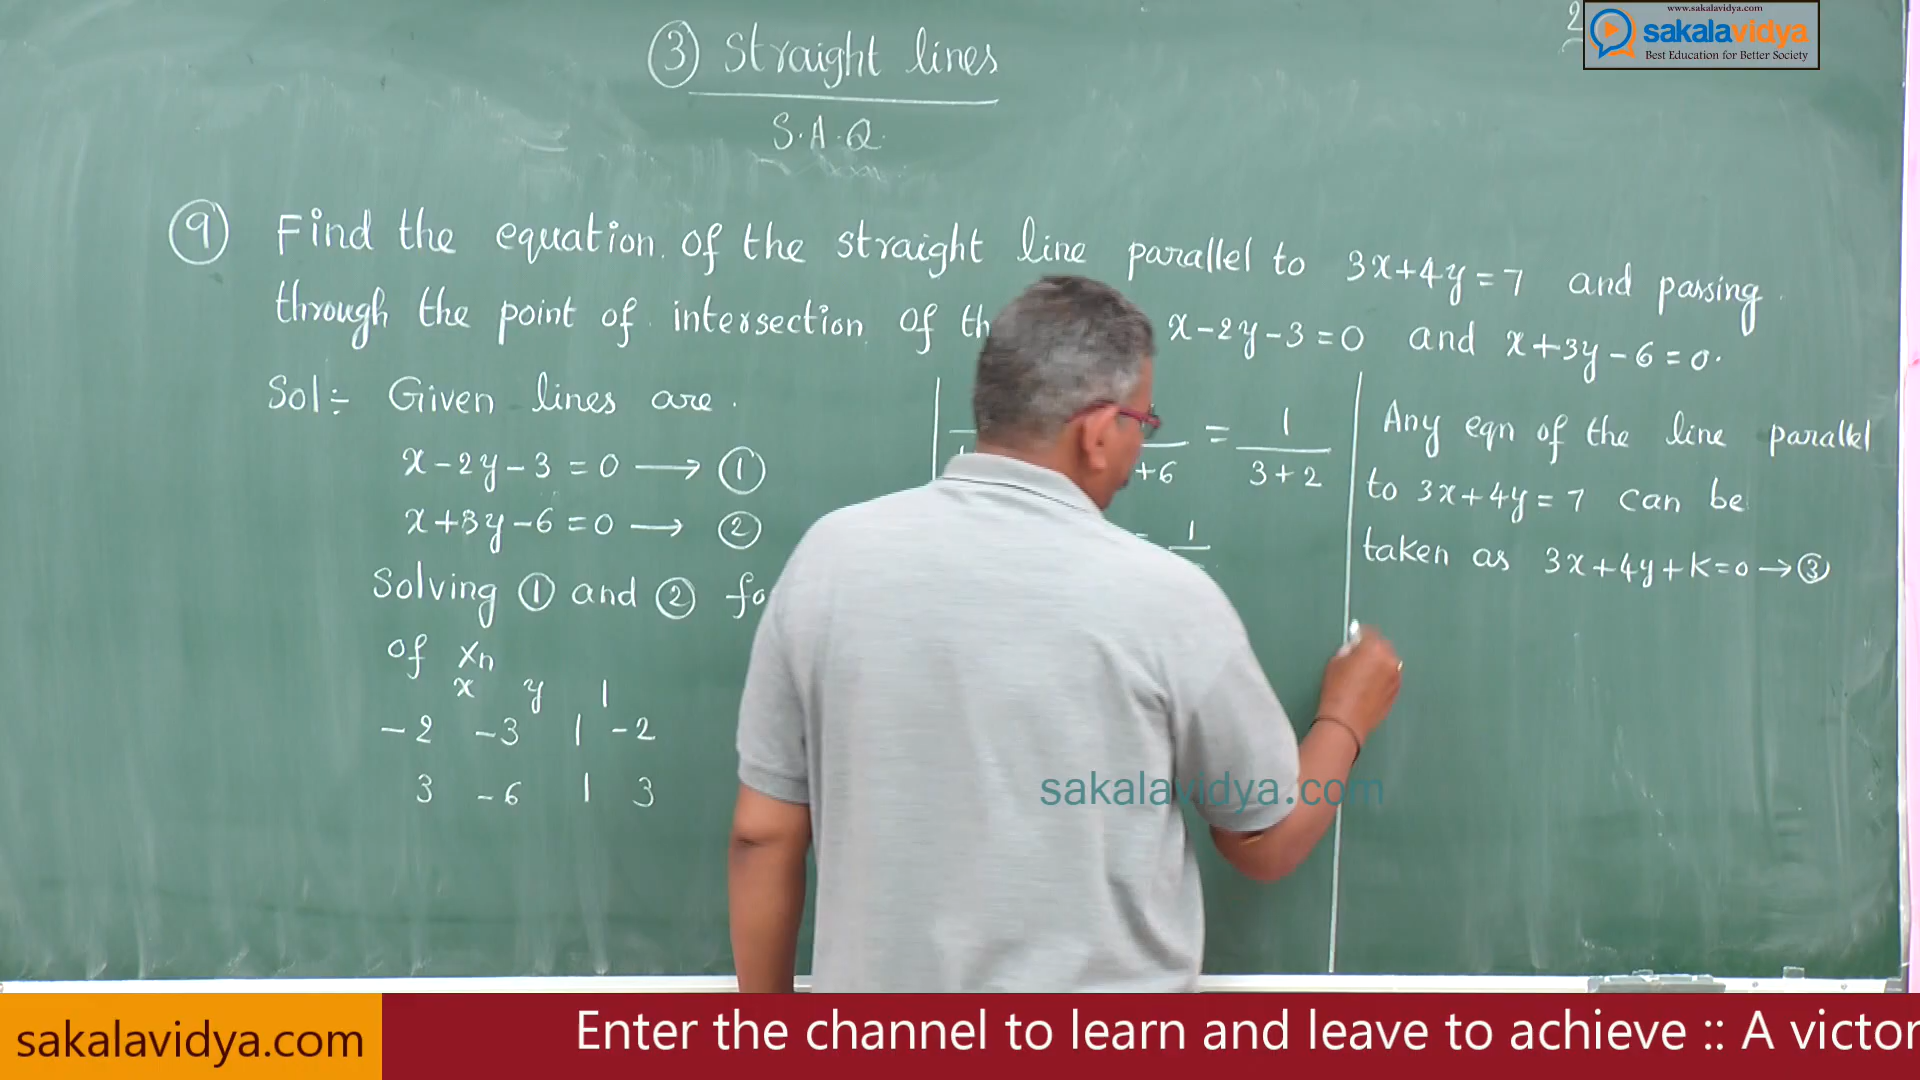 ③ Straight lines
S.A.Q.
2
www.sakalavidya.com
sakalavidya
Best Education for Better Society
⑨ Find the equation of the straight line parallel to 3x+4y=7 and passing
through the point of intersection of x-2y-3=0 and x+3y-6=0.
Sol:- Given lines are.
x-2y-3=0 → ①
x+3y-6=0 → ②
Solving ① and ②
of Xn
x y 1
-2 -3 1 -2
3 -6 1 3
+6 = 1/(3+2)
1
Any eqn of the line parallel
to 3x+4y=7 can be
taken as 3x+4y+K=0 → ③
sakalavidya.com
sakalavidya.com
Enter the channel to learn and leave to achieve :: A victor